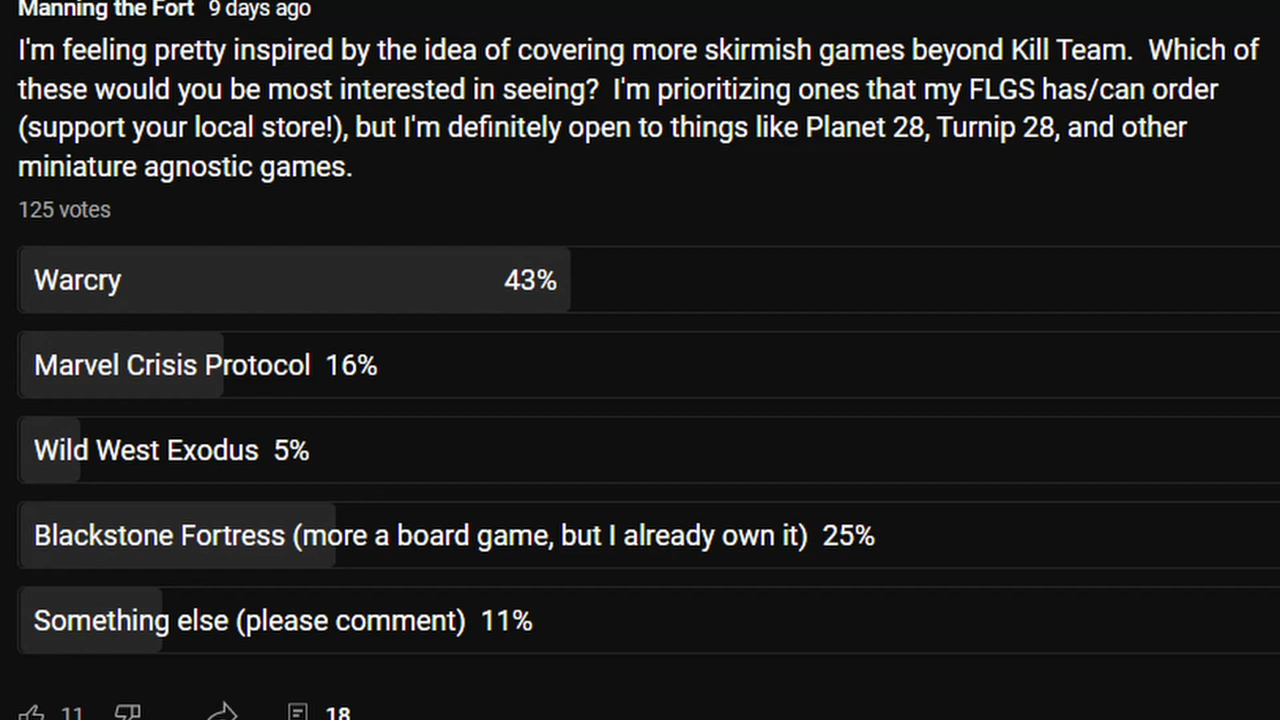 Manning the Fort 9 days ago
I'm feeling pretty inspired by the idea of covering more skirmish games beyond Kill Team. Which of
these would you be most interested in seeing? I'm prioritizing ones that my FLGS has/can order
(support your local store!), but I'm definitely open to things like Planet 28, Turnip 28, and other
miniature agnostic games.
125 votes
Warcry 43%
Marvel Crisis Protocol 16%
Wild West Exodus 5%
Blackstone Fortress (more a board game, but I already own it) 25%
Something else (please comment) 11%
11 18